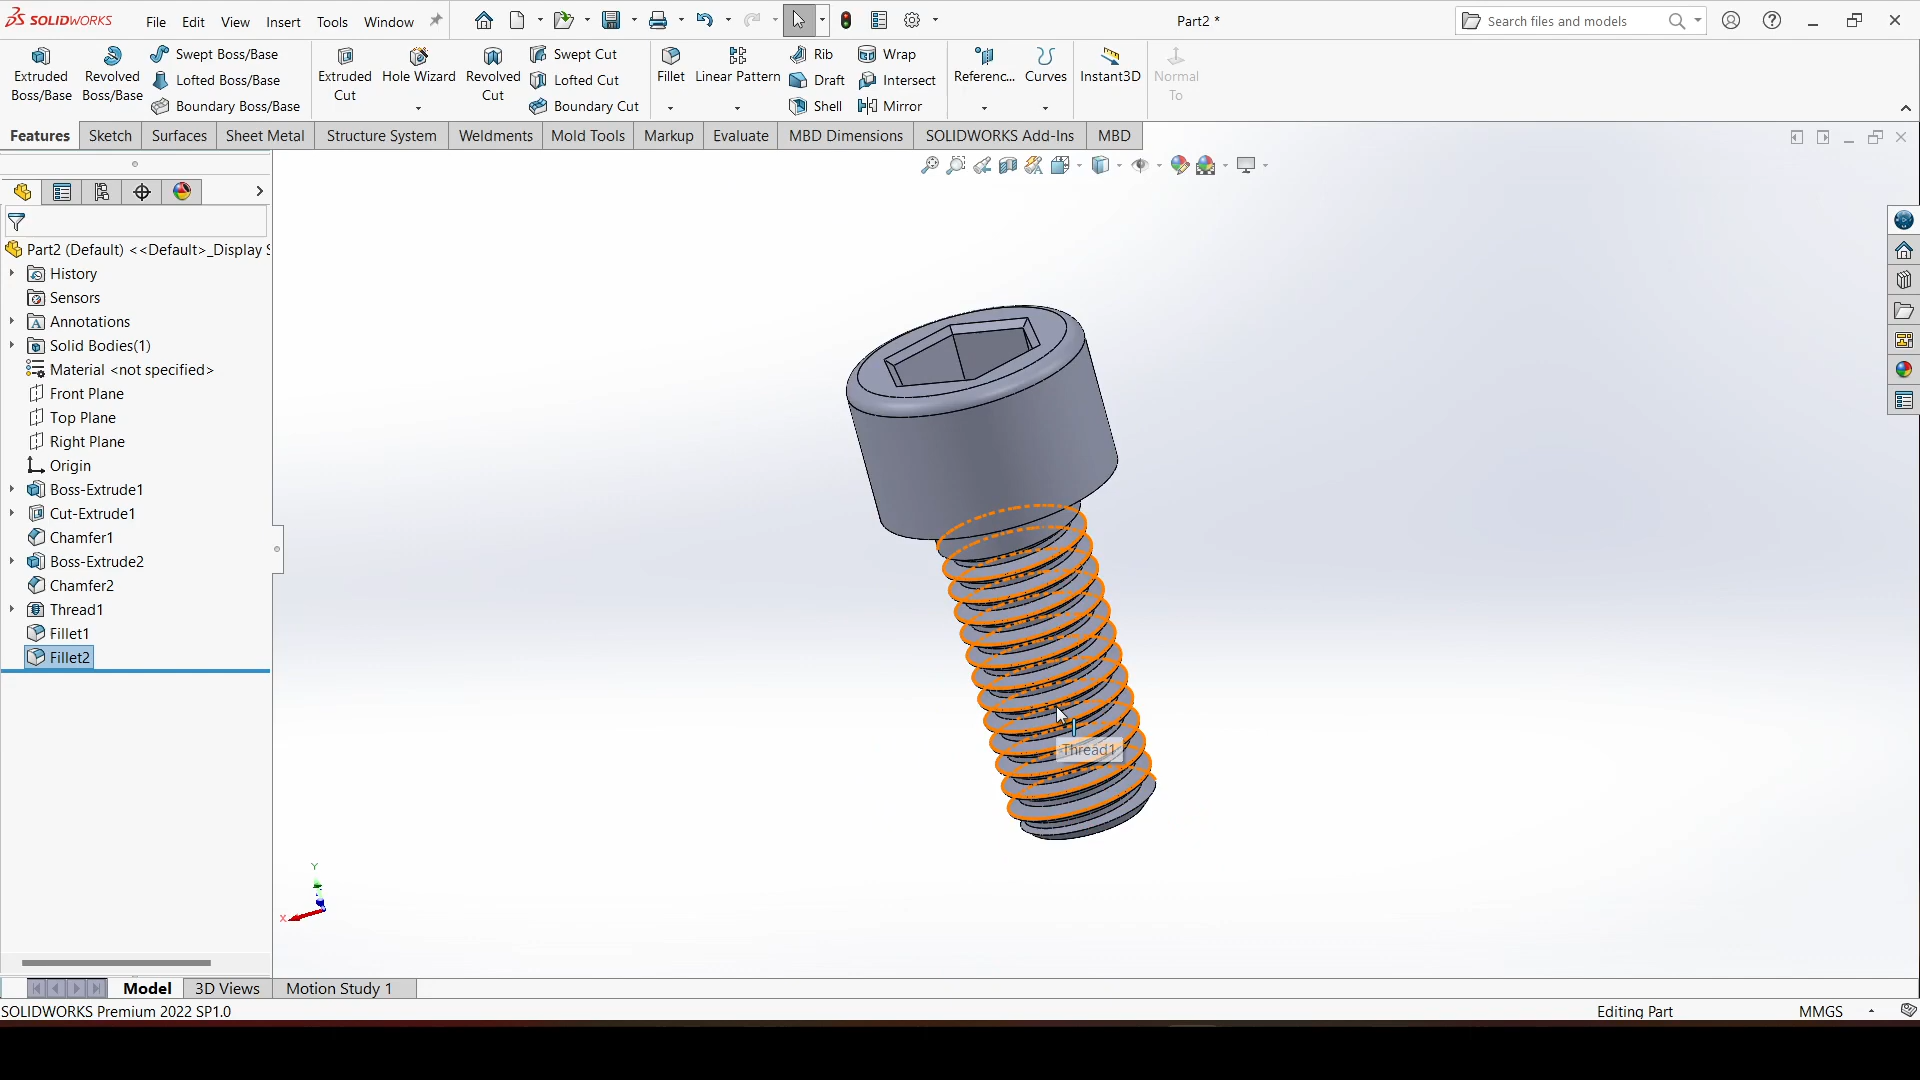 SOLIDWORKS File Edit View Insert Tools Window Part2 * Search files and models
Extruded Boss/Base
Revolved Boss/Base
Swept Boss/Base
Lofted Boss/Base
Boundary Boss/Base
Extruded Cut
Hole Wizard
Revolved Cut
Swept Cut
Lofted Cut
Boundary Cut
Fillet
Linear Pattern
Rib
Draft
Shell
Wrap
Intersect
Mirror
Referenc...
Curves
Instant3D
Normal To
Features Sketch Surfaces Sheet Metal Structure System Weldments Mold Tools Markup Evaluate MBD Dimensions SOLIDWORKS Add-Ins MBD
Part2 (Default) <<Default>_Display S
History
Sensors
Annotations
Solid Bodies(1)
Material <not specified>
Front Plane
Top Plane
Right Plane
Origin
Boss-Extrude1
Cut-Extrude1
Chamfer1
Boss-Extrude2
Chamfer2
Thread1
Fillet1
Fillet2
Thread1
Y
X
Model 3D Views Motion Study 1
SOLIDWORKS Premium 2022 SP1.0 Editing Part MMGS